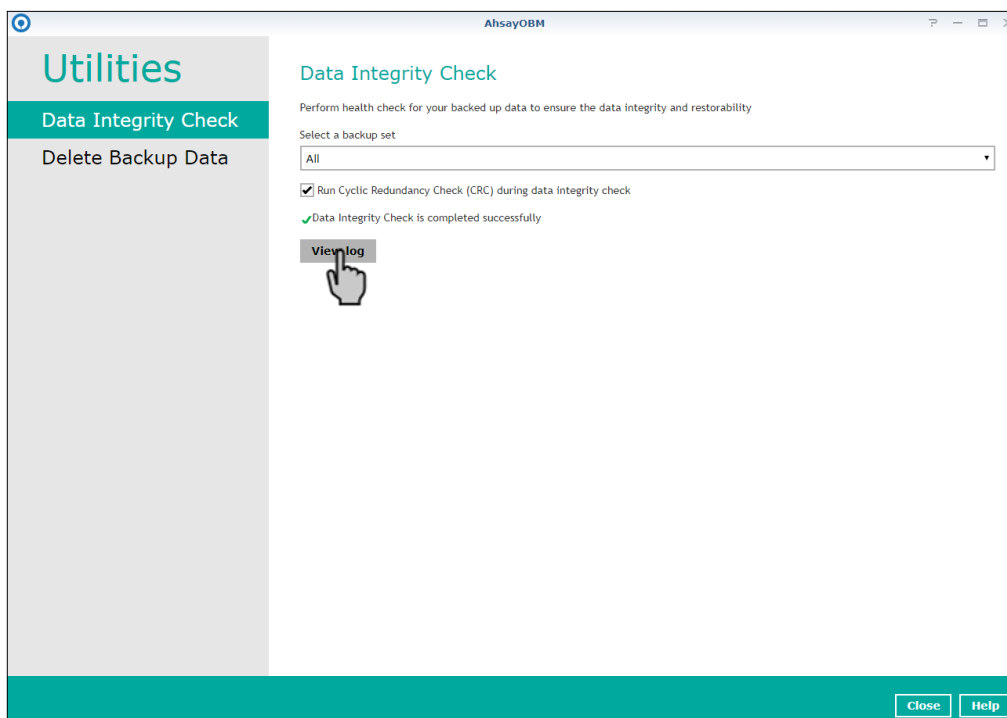 AhsayOBM
Utilities
Data Integrity Check
Delete Backup Data
Data Integrity Check
Perform health check for your backed up data to ensure the data integrity and restorability
Select a backup set
All
Run Cyclic Redundancy Check (CRC) during data integrity check
Data Integrity Check is completed successfully
View log
Close
Help